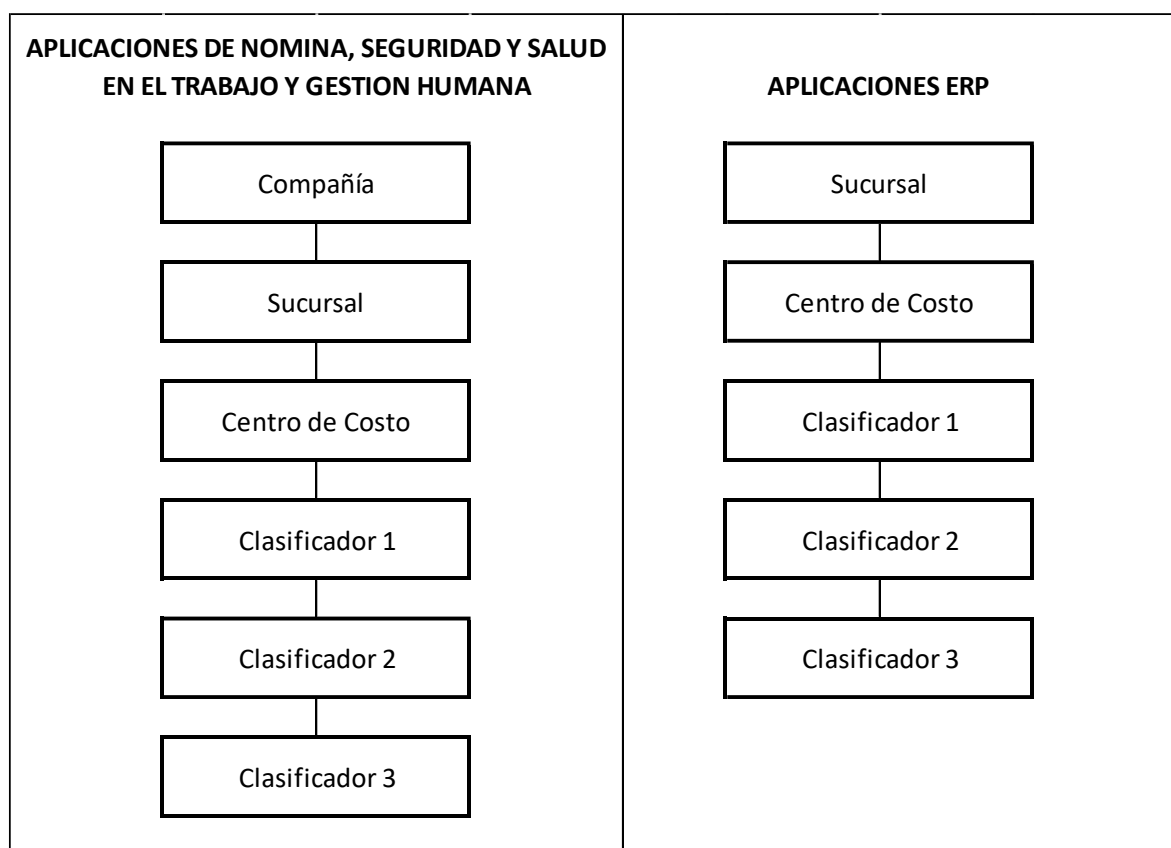 APLICACIONES DE NOMINA, SEGURIDAD Y SALUD
EN EL TRABAJO Y GESTION HUMANA
Compañía
Sucursal
Centro de Costo
Clasificador 1
Clasificador 2
Clasificador 3
APLICACIONES ERP
Sucursal
Centro de Costo
Clasificador 1
Clasificador 2
Clasificador 3